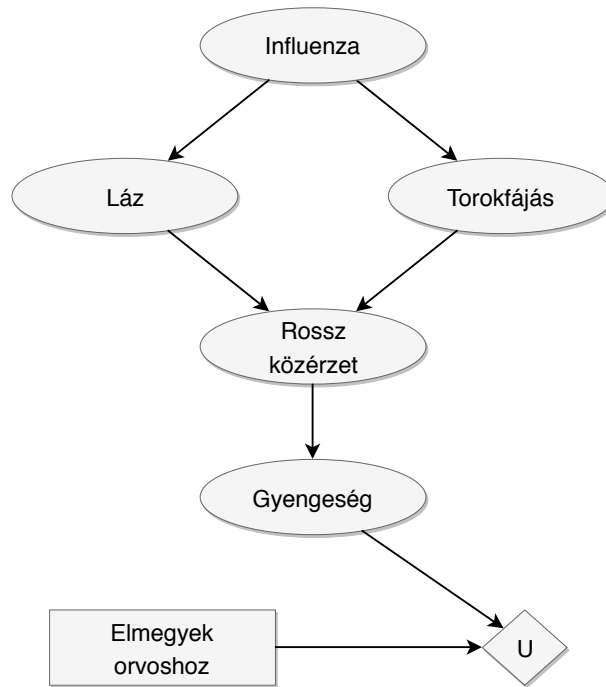 Influenza
Láz
Torokfájás
Rossz
közérzet
Gyengeség
Elmegyek
orvoshoz
U